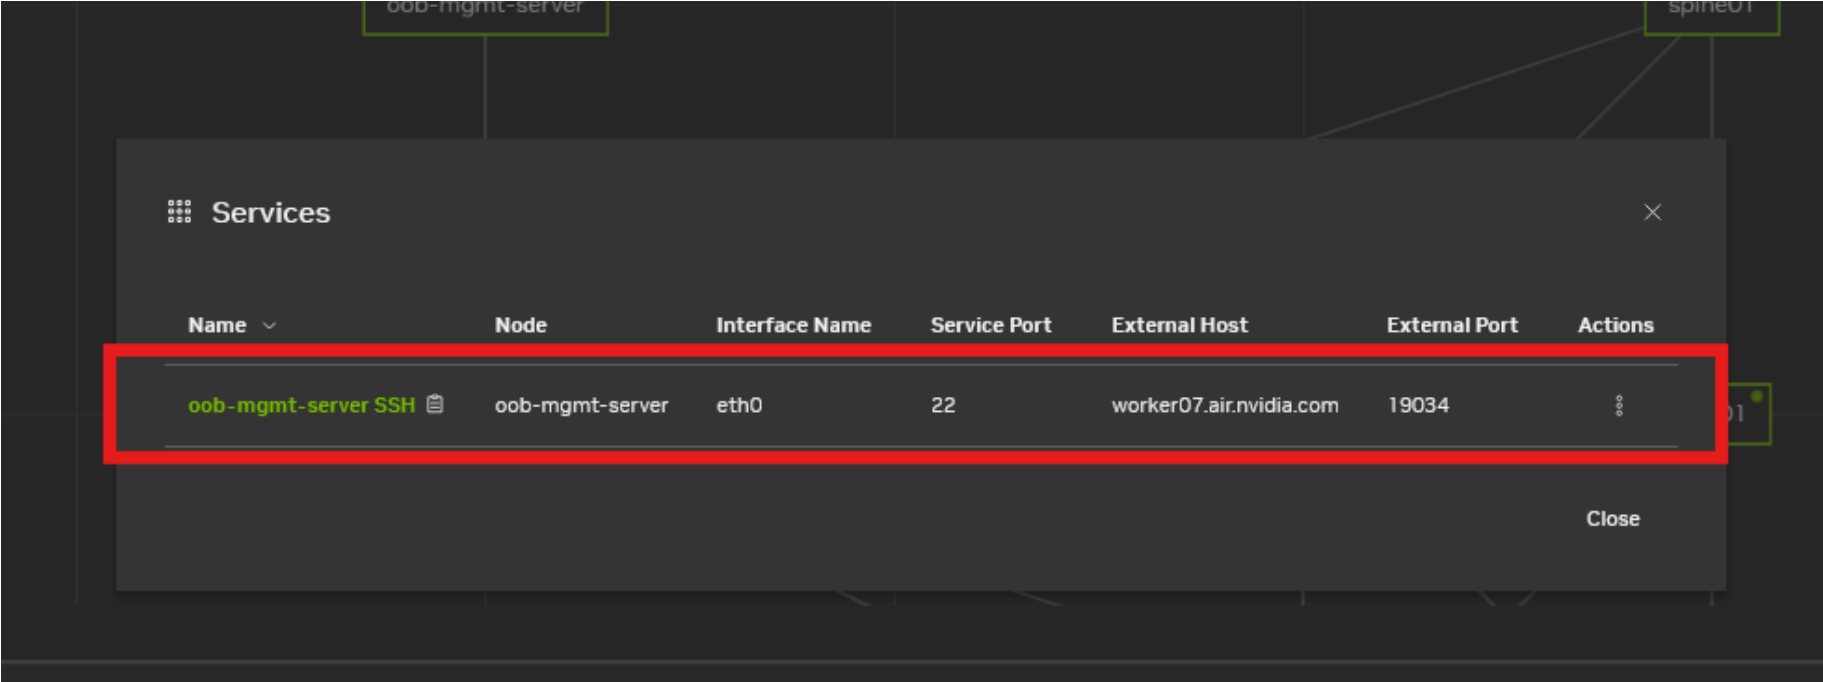 oob-mgmt-server
spine01
Services
Name Node Interface Name Service Port External Host External Port Actions
oob-mgmt-server SSH oob-mgmt-server eth0 22 worker07.air.nvidia.com 19034
01
Close